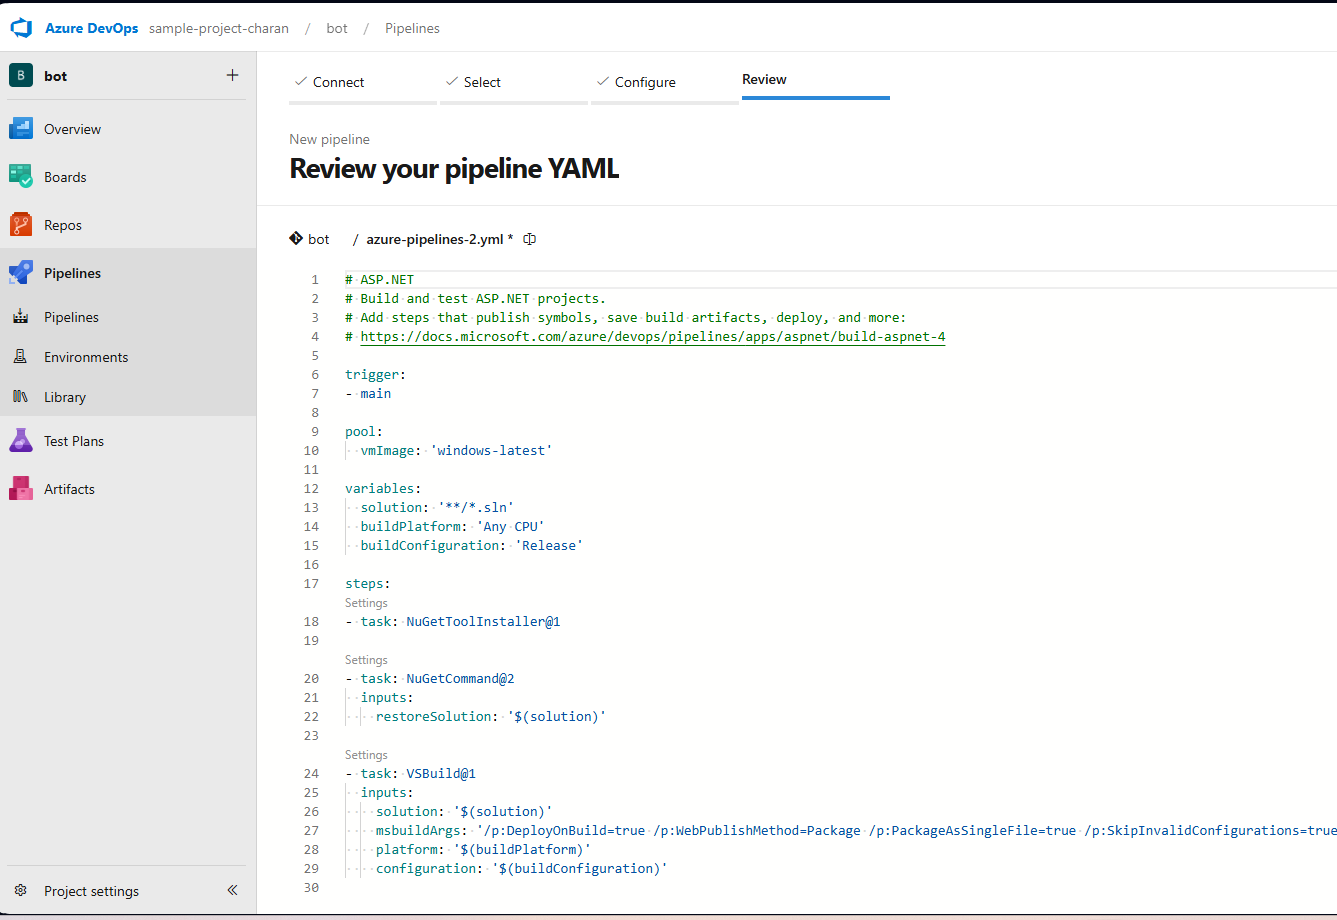 Azure DevOps sample-project-charan / bot / Pipelines
B bot +
Overview
Boards
Repos
Pipelines
Pipelines
Environments
Library
Test Plans
Artifacts
Project settings
Connect Select Configure Review
New pipeline
Review your pipeline YAML
bot / azure-pipelines-2.yml *
1 # ASP.NET
2 # Build and test ASP.NET projects.
3 # Add steps that publish symbols, save build artifacts, deploy, and more:
4 # https://docs.microsoft.com/azure/devops/pipelines/apps/aspnet/build-aspnet-4
5
6 trigger:
7 - main
8
9 pool:
10   vmImage: 'windows-latest'
11
12 variables:
13   solution: '**/*.sln'
14   buildPlatform: 'Any CPU'
15   buildConfiguration: 'Release'
16
17 steps:
Settings
18 - task: NuGetToolInstaller@1
19
Settings
20 - task: NuGetCommand@2
21   inputs:
22     restoreSolution: '$(solution)'
23
Settings
24 - task: VSBuild@1
25   inputs:
26     solution: '$(solution)'
27     msbuildArgs: '/p:DeployOnBuild=true /p:WebPublishMethod=Package /p:PackageAsSingleFile=true /p:SkipInvalidConfigurations=true
28     platform: '$(buildPlatform)'
29     configuration: '$(buildConfiguration)'
30